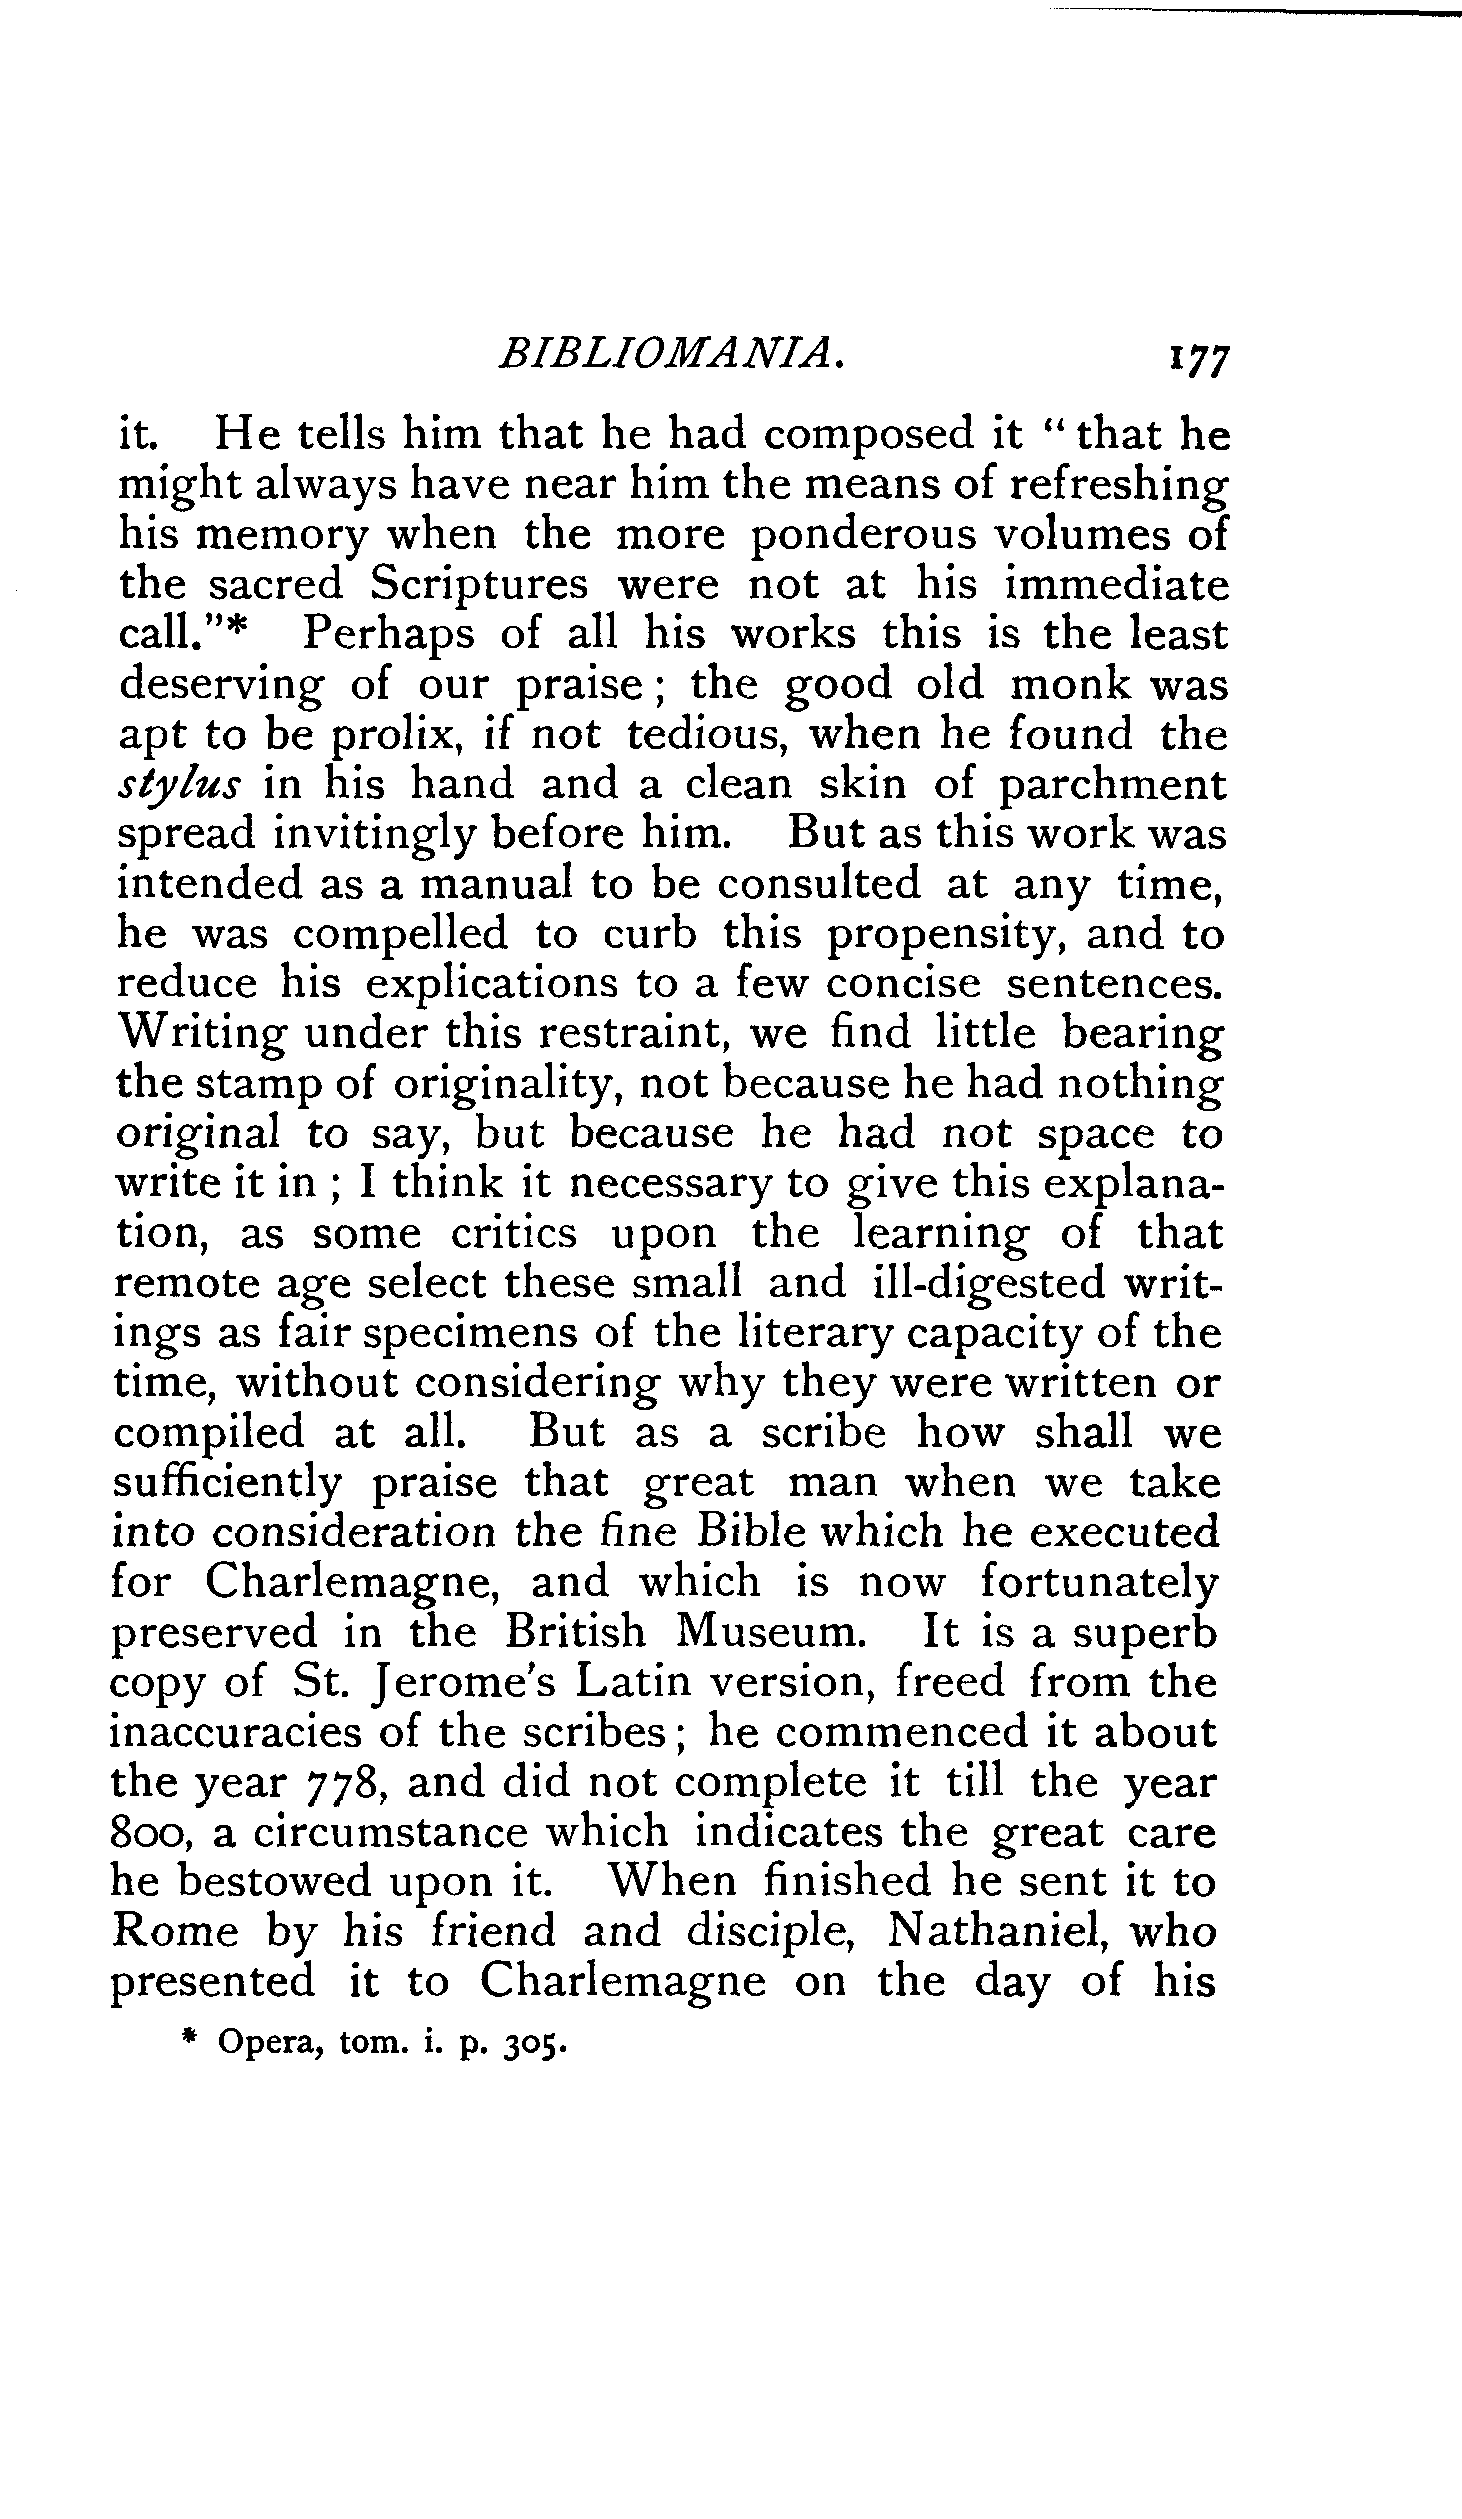 BIBLIOMANIA. 177
it. He tells him that he had composed it " that he
might always have near him the means of refreshing
his memory when the more ponderous volumes of
the sacred Scriptures were not at his immediate
call."* Perhaps of all his works this is the least
deserving of our praise ; the good old monk was
apt to be prolix, if not tedious, when he found the
stylus in his hand and a clean skin of parchment
spread invitingly before him. But as this work was
intended as a manual to be consulted at any time,
he was compelled to curb this propensity, and to
reduce his explications to a few concise sentences.
Writing under this restraint, we find little bearing
the stamp of originality, not because he had nothing
original to say, but because he had not space to
write it in ; I think it necessary to give this explana-
tion, as some critics upon the learning of that
remote age select these small and ill-digested writ-
ings as fair specimens of the literary capacity of the
time, without considering why they were written or
compiled at all. But as a scribe how shall we
sufficiently praise that great man when we take
into consideration the fine Bible which he executed
for Charlemagne, and which is now fortunately
preserved in the British Museum. It is a superb
copy of St. Jerome's Latin version, freed from the
inaccuracies of the scribes ; he commenced it about
the year 778, and did not complete it till the year
800, a circumstance which indicates the great care
he bestowed upon it. When finished he sent it to
Rome by his friend and disciple, Nathaniel, who
presented it to Charlemagne on the day of his
* Opera, tom. i. p. 305.